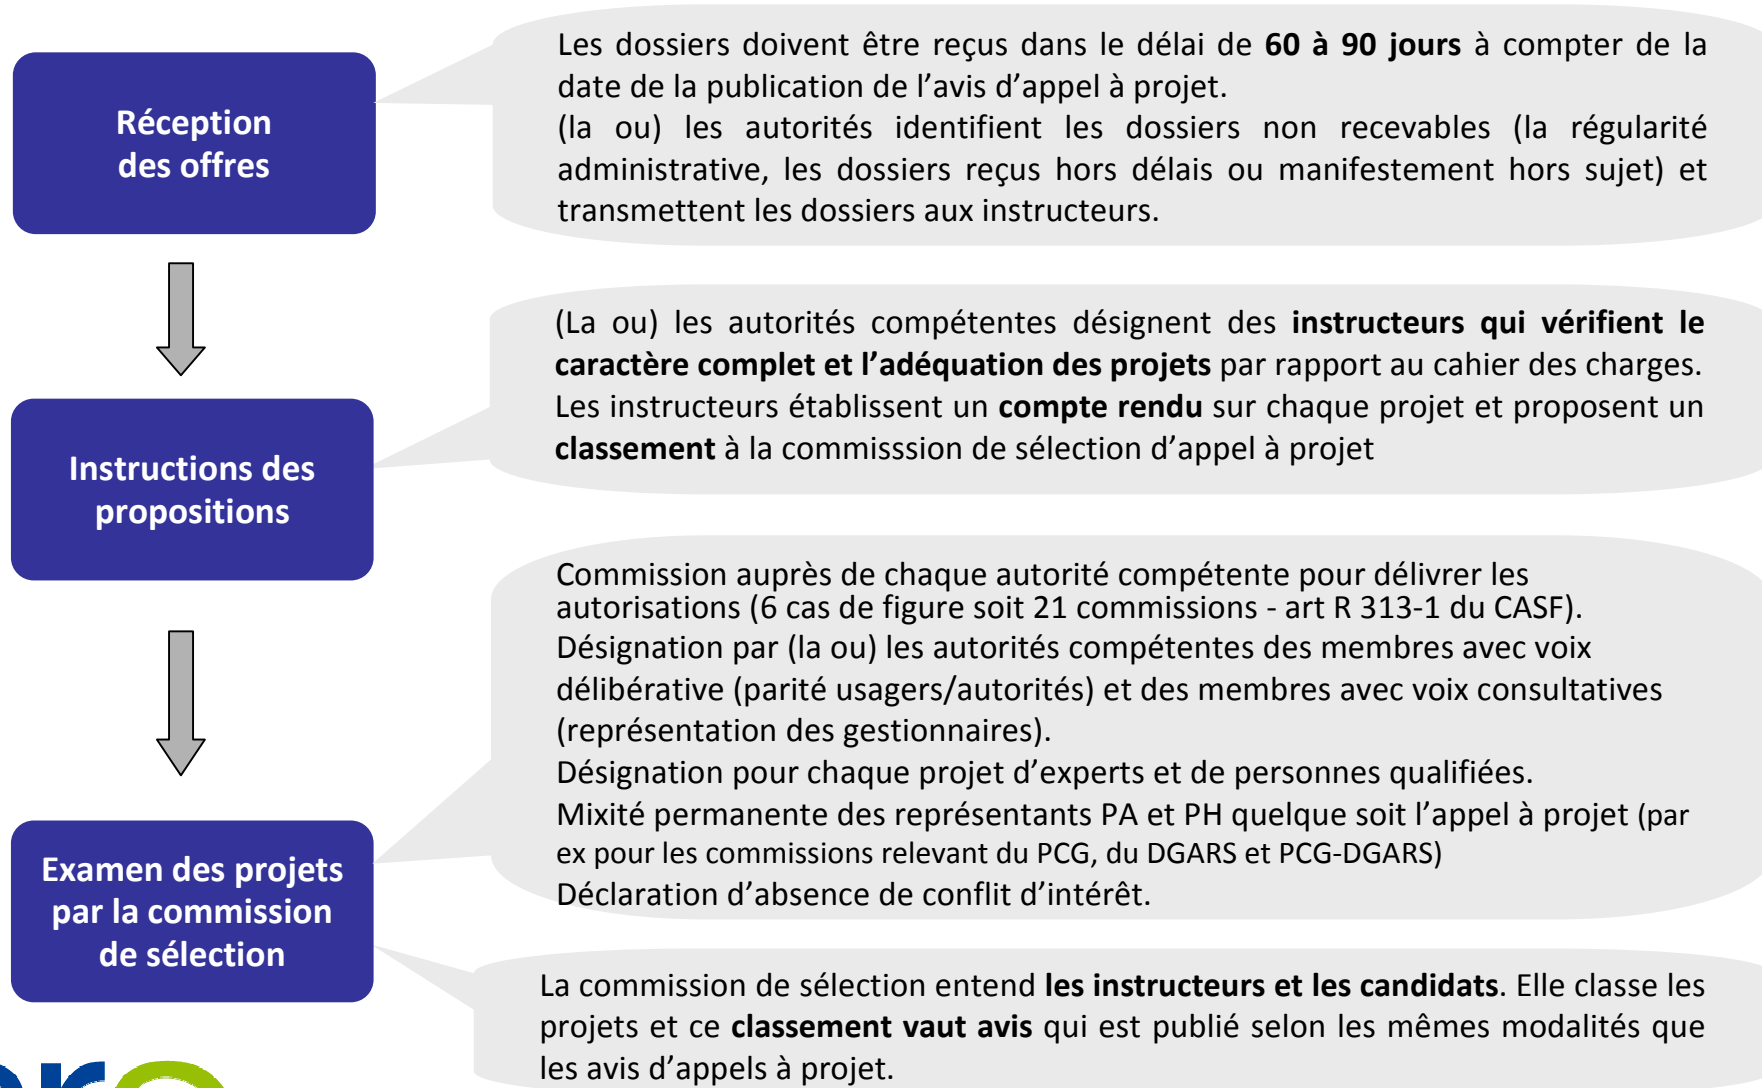 Réception
des offres
Les dossiers doivent être reçus dans le délai de 60 à 90 jours à compter de la
date de la publication de l’avis d’appel à projet.
(la ou) les autorités identifient les dossiers non recevables (la régularité
administrative, les dossiers reçus hors délais ou manifestement hors sujet) et
transmettent les dossiers aux instructeurs.
Instructions des
propositions
(La ou) les autorités compétentes désignent des instructeurs qui vérifient le
caractère complet et l’adéquation des projets par rapport au cahier des charges.
Les instructeurs établissent un compte rendu sur chaque projet et proposent un
classement à la commisssion de sélection d’appel à projet
Examen des projets
par la commission
de sélection
Commission auprès de chaque autorité compétente pour délivrer les
autorisations (6 cas de figure soit 21 commissions - art R 313-1 du CASF).
Désignation par (la ou) les autorités compétentes des membres avec voix
délibérative (parité usagers/autorités) et des membres avec voix consultatives
(représentation des gestionnaires).
Désignation pour chaque projet d’experts et de personnes qualifiées.
Mixité permanente des représentants PA et PH quelque soit l’appel à projet (par
ex pour les commissions relevant du PCG, du DGARS et PCG-DGARS)
Déclaration d’absence de conflit d’intérêt.
La commission de sélection entend les instructeurs et les candidats. Elle classe les
projets et ce classement vaut avis qui est publié selon les mêmes modalités que
les avis d’appels à projet.